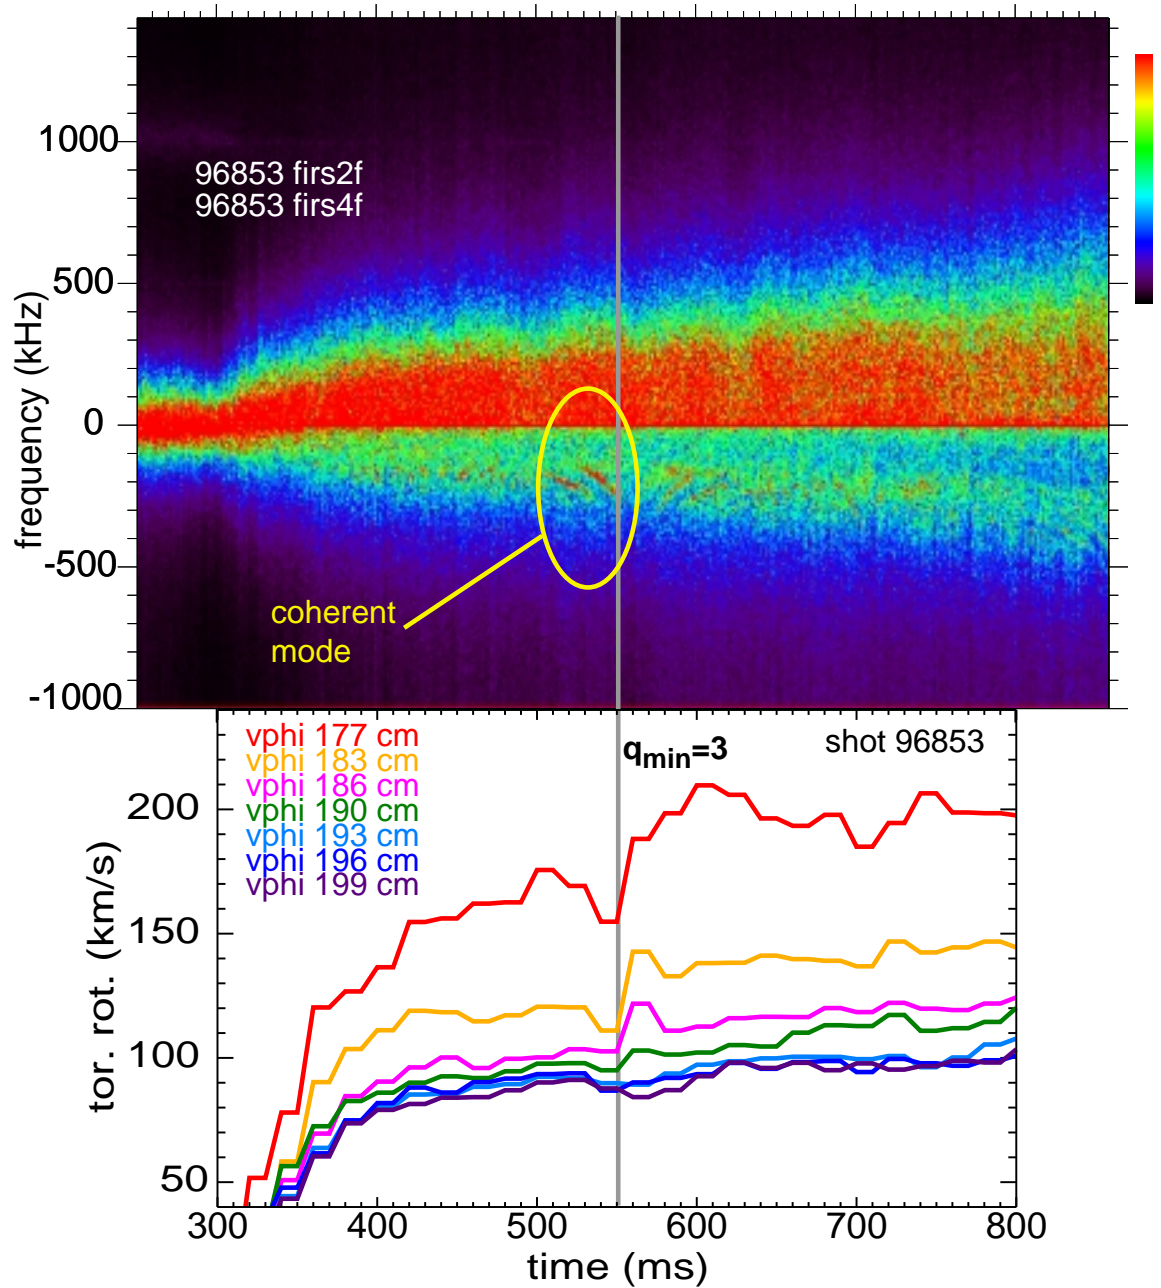 1000
500
0
-500
-1000
frequency (kHz)
96853 firs2f
96853 firs4f
coherent
mode
vphi 177 cm
vphi 183 cm
vphi 186 cm
vphi 190 cm
vphi 193 cm
vphi 196 cm
vphi 199 cm
qmin=3
shot 96853
200
150
100
50
tor. rot. (km/s)
300 400 500 600 700 800
time (ms)